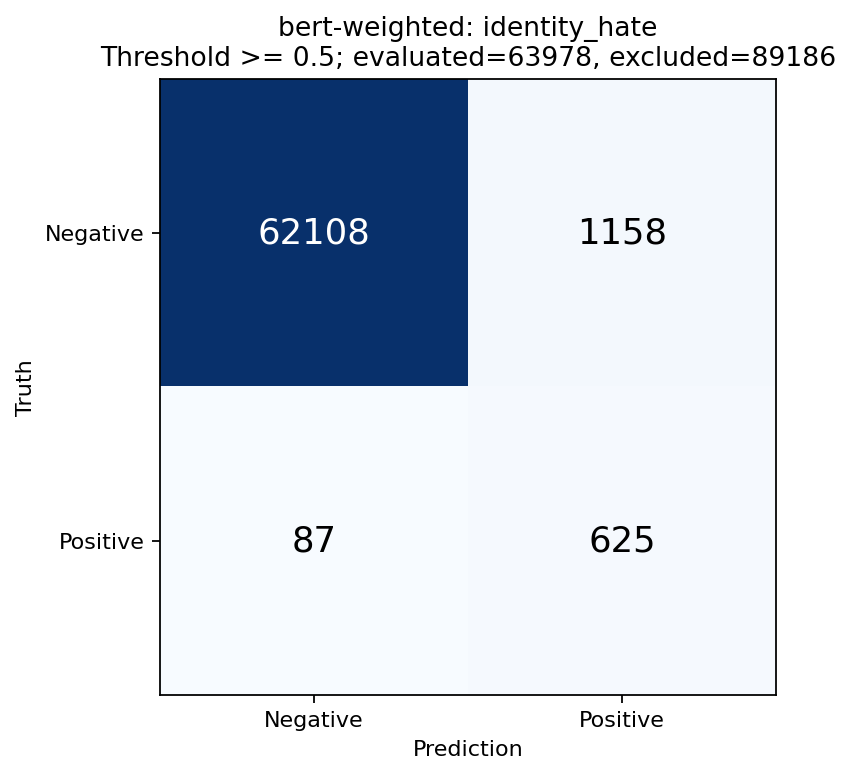 bert-weighted: identity_hate
Threshold >= 0.5; evaluated=63978, excluded=89186
Negative
62108
1158
Truth
Positive
87
625
Negative
Positive
Prediction